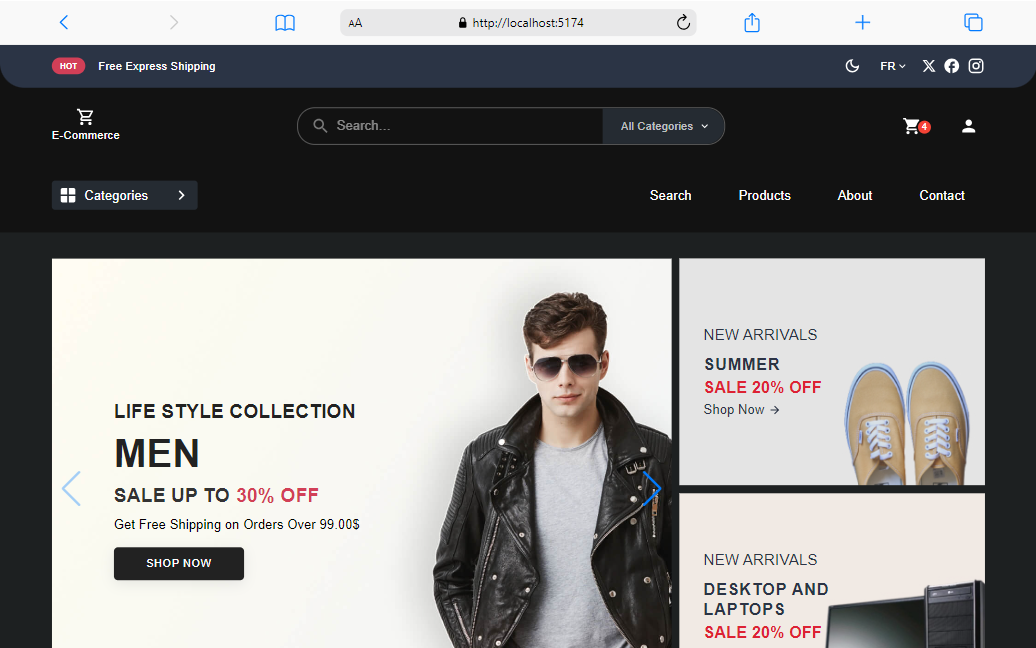 AA http://localhost:5174
HOT Free Express Shipping FR
E-Commerce
Search... All Categories
4
Categories
Search Products About Contact
LIFE STYLE COLLECTION
MEN
SALE UP TO 30% OFF
Get Free Shipping on Orders Over 99.00$
SHOP NOW
NEW ARRIVALS
SUMMER
SALE 20% OFF
Shop Now →
NEW ARRIVALS
DESKTOP AND
LAPTOPS
SALE 20% OFF